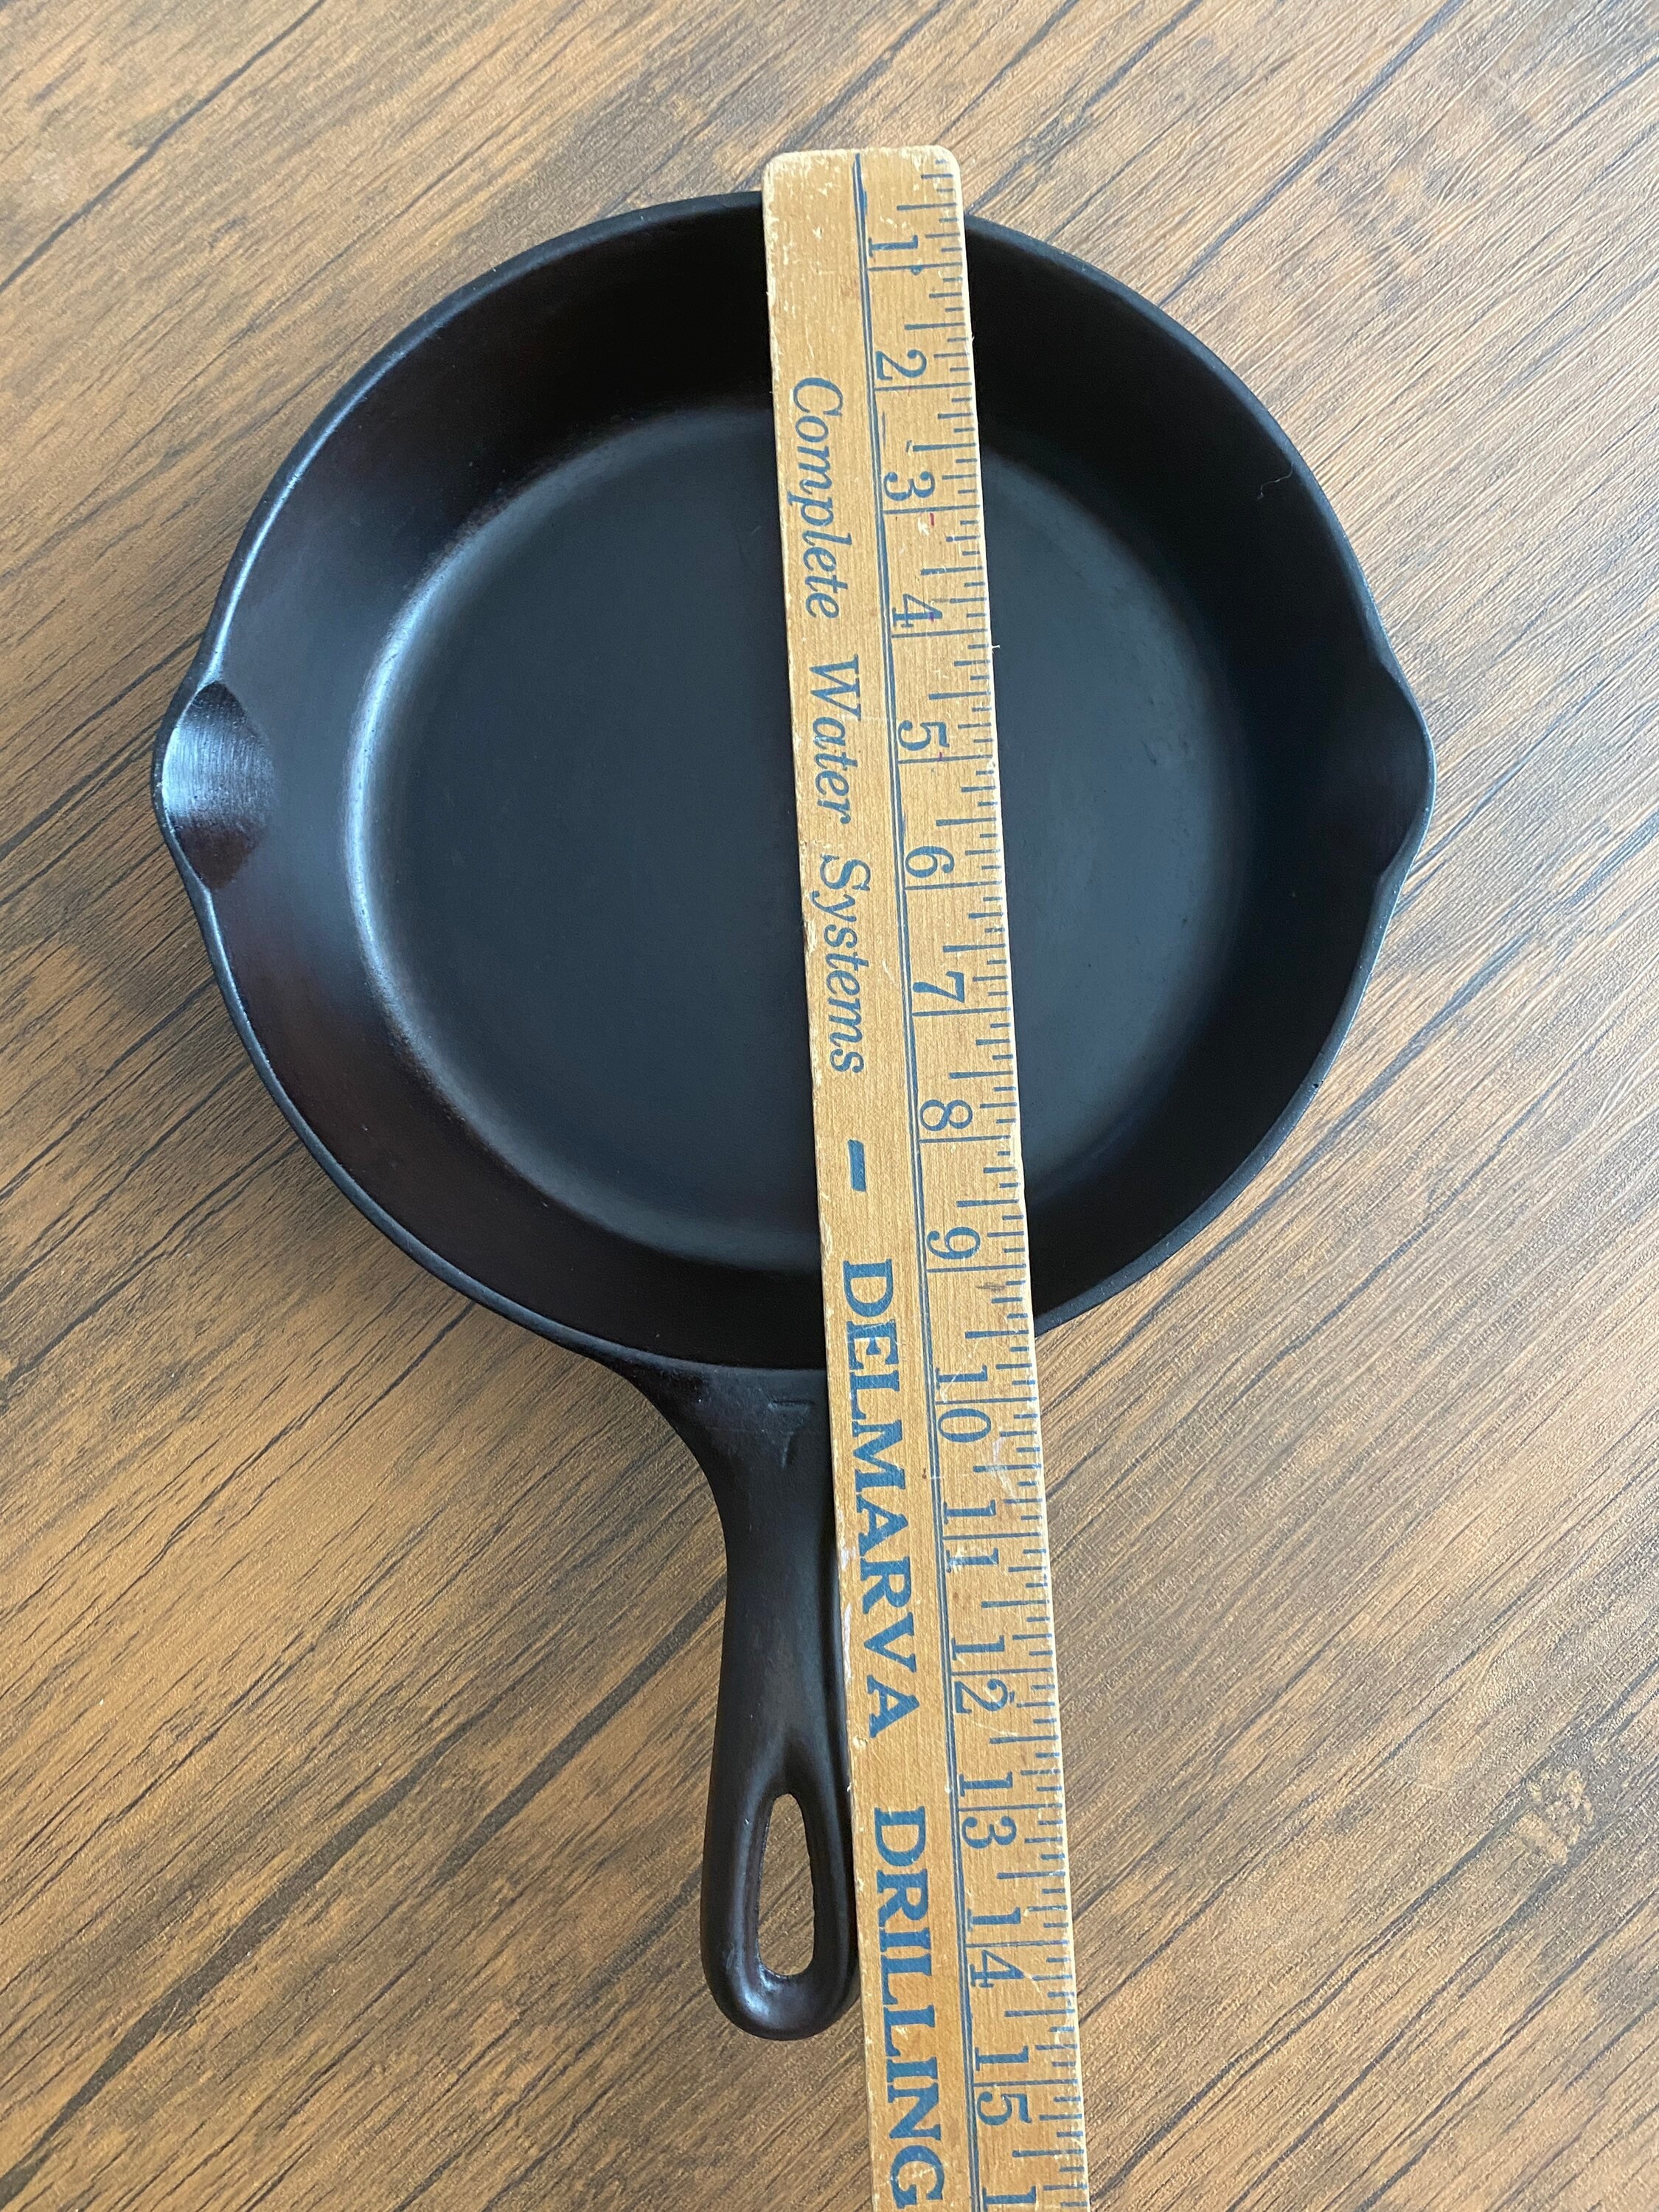 1 2 3 4 5 6 7 8 9 10 11 12 13 14 15
Complete Water Systems - DELMARVA DRILLING
7